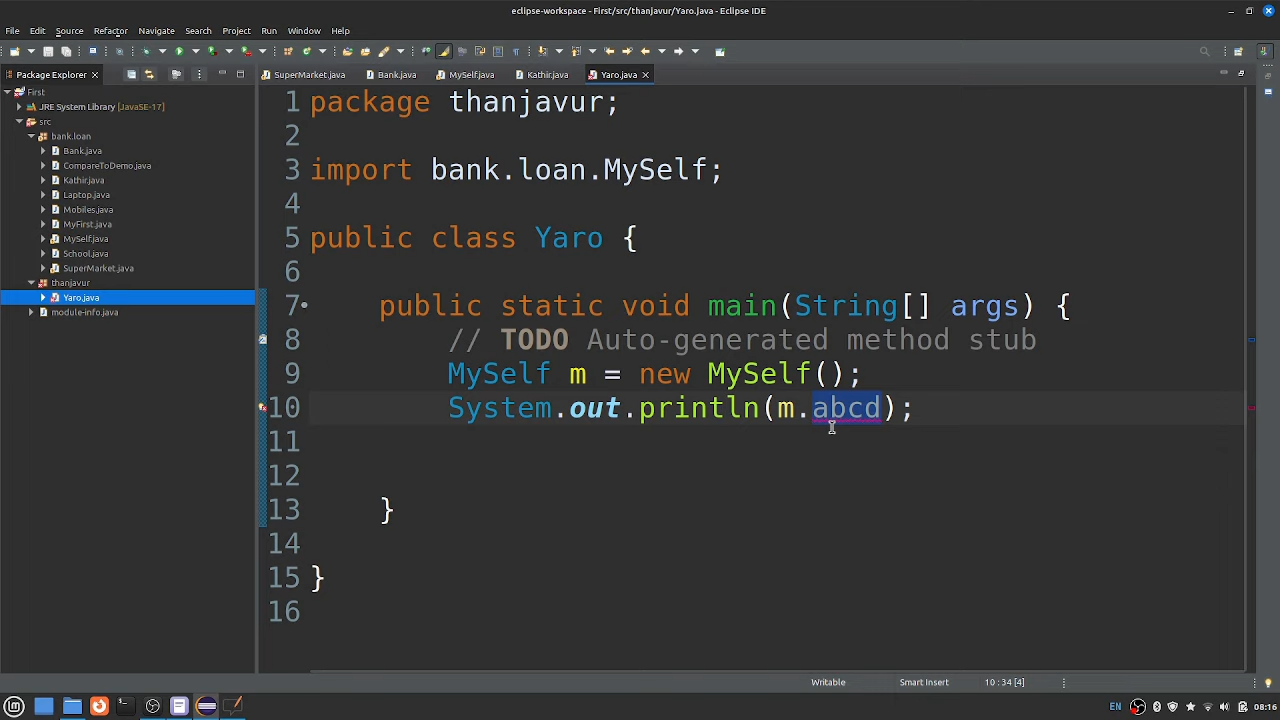 eclipse-workspace - First/src/thanjavur/Yaro.java - Eclipse IDE
File Edit Source Refactor Navigate Search Project Run Window Help
Package Explorer
SuperMarket.java
Bank.java
MySelf.java
Kathir.java
Yaro.java
First
JRE System Library [JavaSE-17]
src
bank.loan
Bank.java
CompareToDemo.java
Kathir.java
Laptop.java
Mobiles.java
MyFirst.java
MySelf.java
School.java
SuperMarket.java
thanjavur
Yaro.java
module-info.java
1 package thanjavur;
2
3 import bank.loan.MySelf;
4
5 public class Yaro {
6
7 public static void main(String[] args) {
8 // TODO Auto-generated method stub
9 MySelf m = new MySelf();
10 System.out.println(m.abcd);
11
12
13 }
14
15 }
16
Writable Smart Insert 10 : 34 [4]
EN 08:16